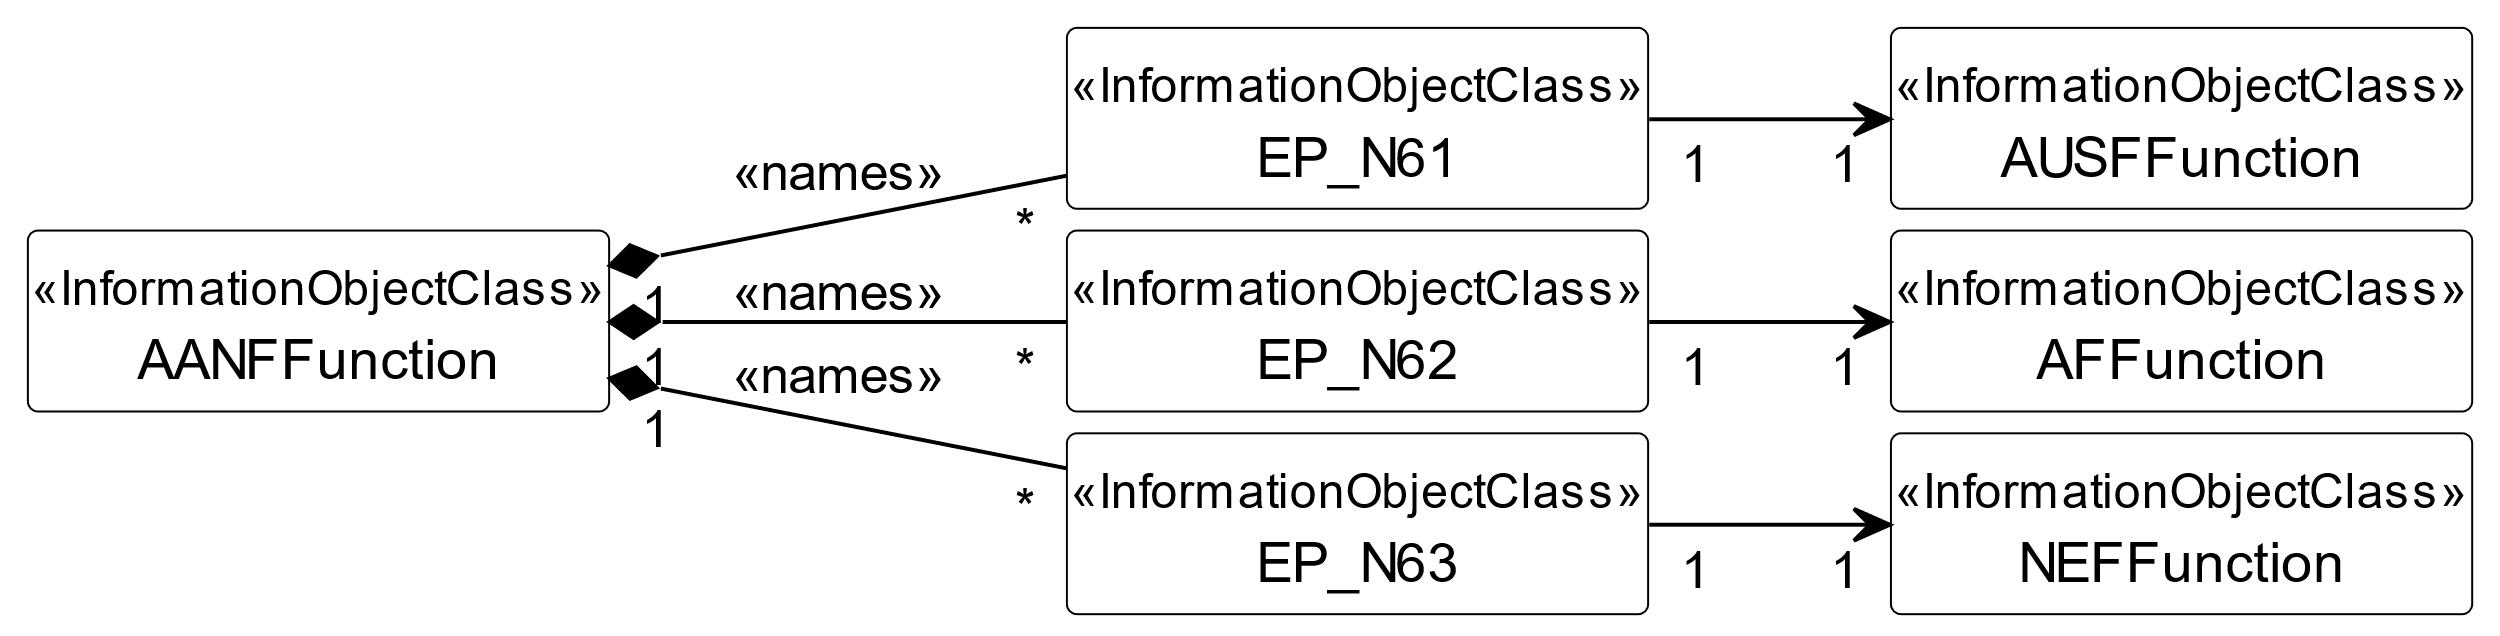 «InformationObjectClass»
AANFFunction
«names»
1
*
«names»
1
*
«names»
1
*
«InformationObjectClass»
EP_N61
1
1
«InformationObjectClass»
AUSFFunction
«InformationObjectClass»
EP_N62
1
1
«InformationObjectClass»
AFFunction
«InformationObjectClass»
EP_N63
1
1
«InformationObjectClass»
NEFFunction